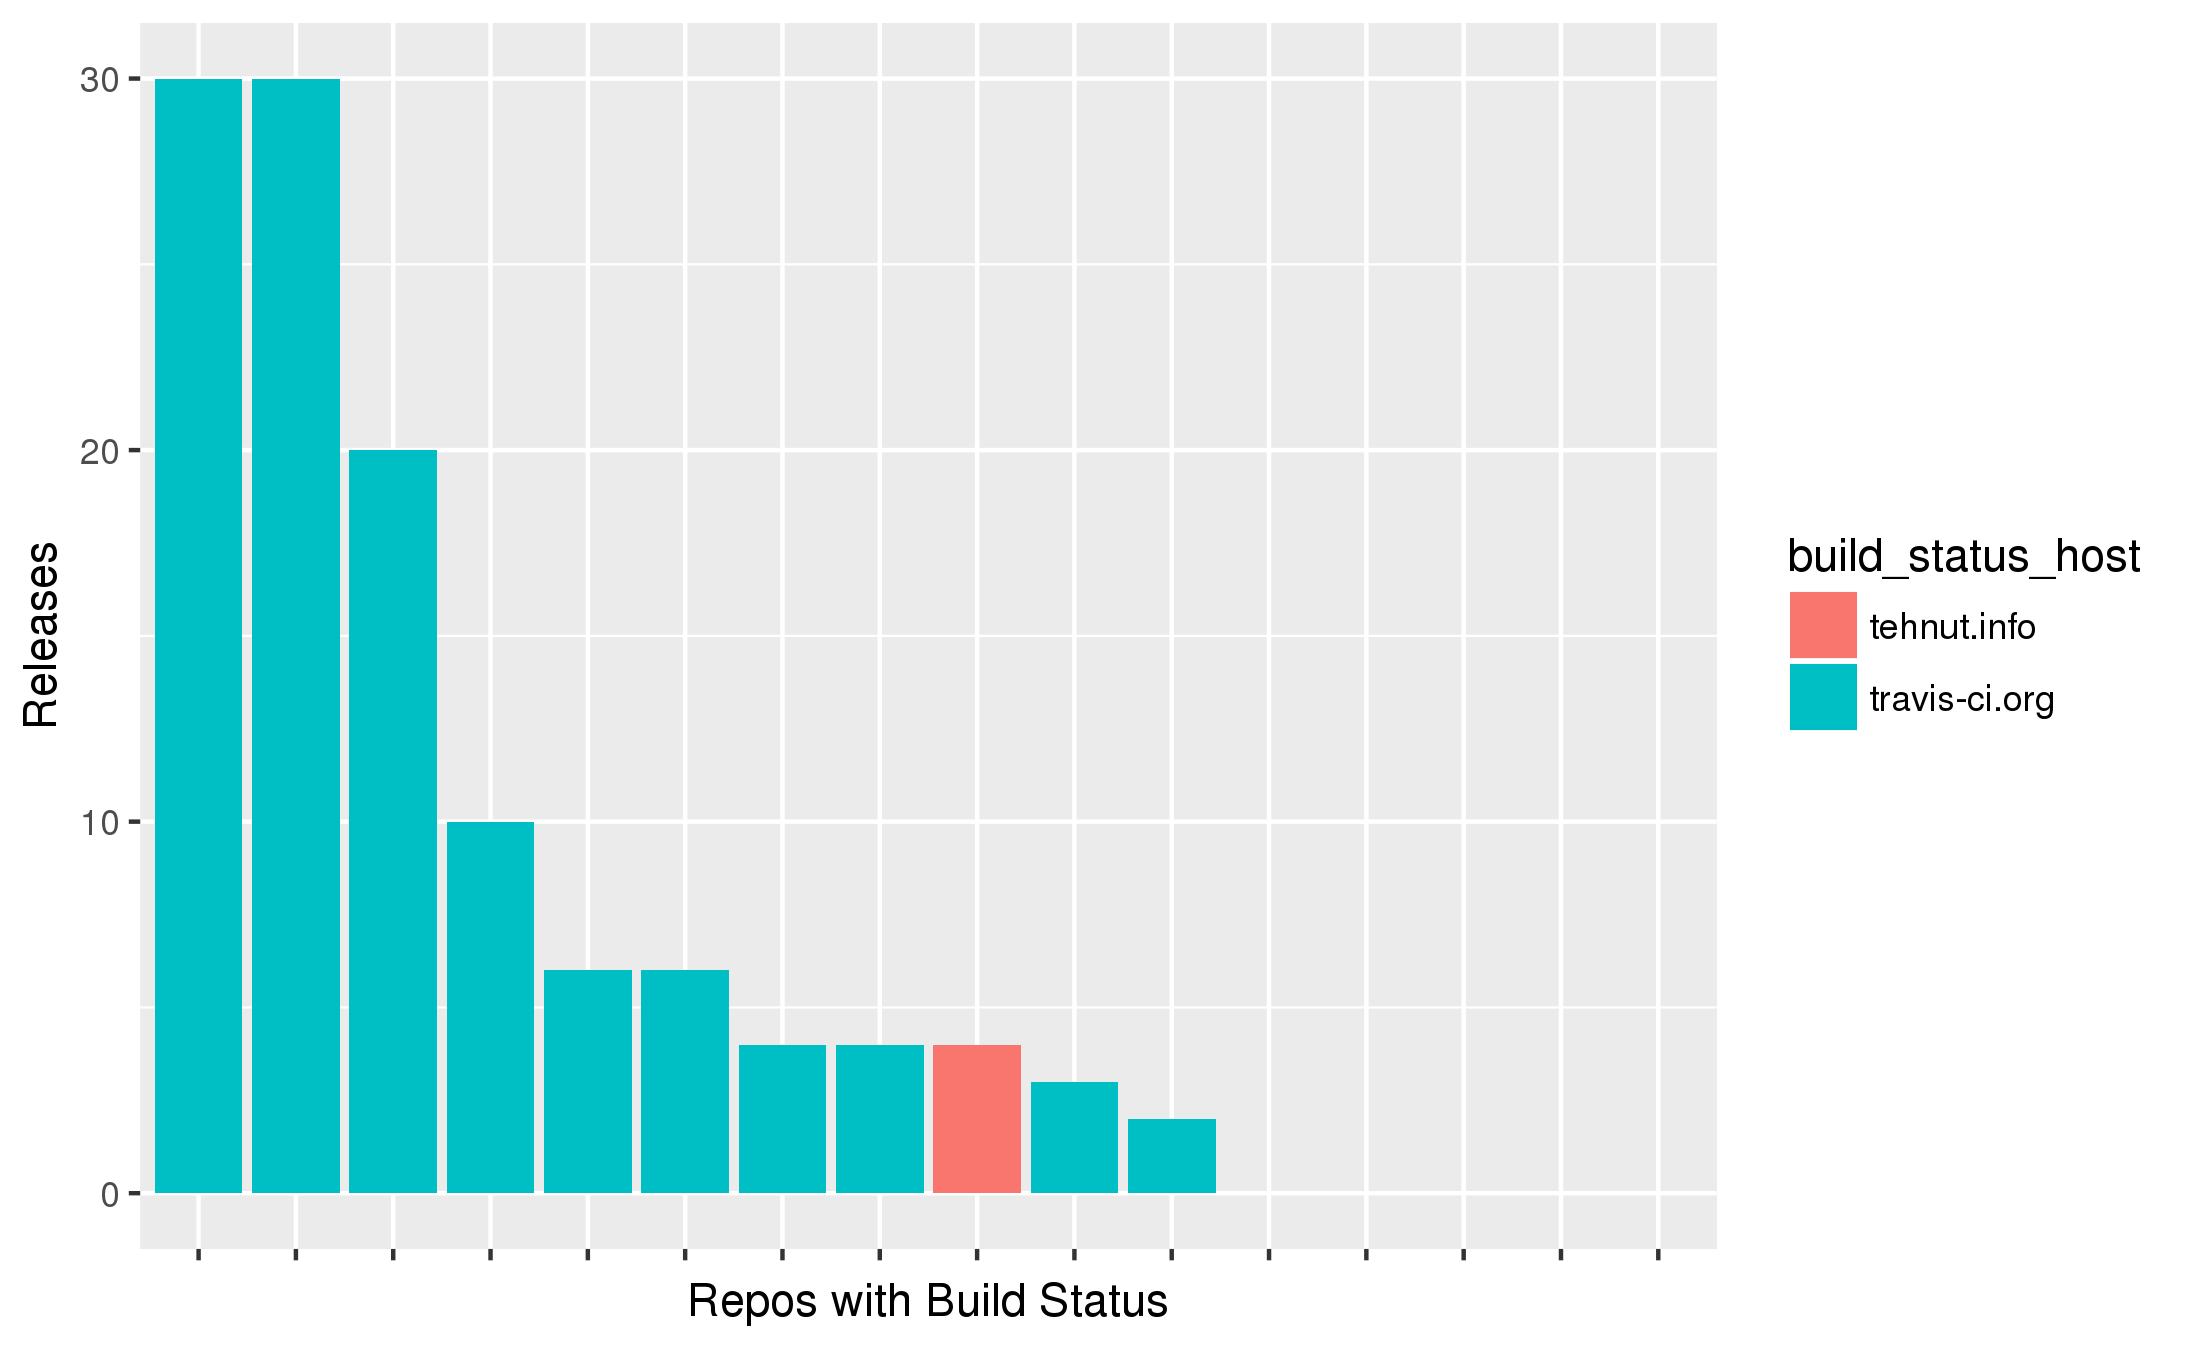 30
20
10
0
Releases
Repos with Build Status
build_status_host
tehnut.info
travis-ci.org